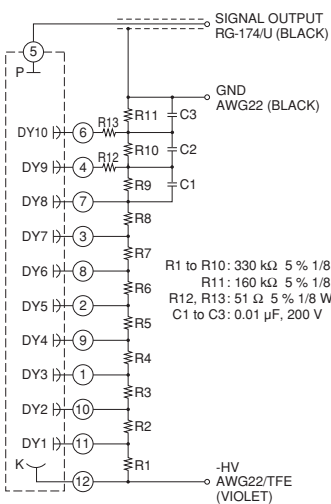 SIGNAL OUTPUT
RG-174/U (BLACK)
5
P
GND
AWG22 (BLACK)
R13
R11
C3
DY10
6
R10
C2
R12
DY9
4
R9
C1
DY8
7
R8
DY7
3
R7
DY6
8
R6
DY5
2
R5
DY4
9
R4
DY3
1
R3
DY2
10
R2
DY1
11
R1
K
12
R1 to R10: 330 kΩ 5 % 1/8
R11: 160 kΩ 5 % 1/8
R12, R13: 51 Ω 5 % 1/8 W
C1 to C3: 0.01 µF, 200 V
-HV
AWG22/TFE
(VIOLET)